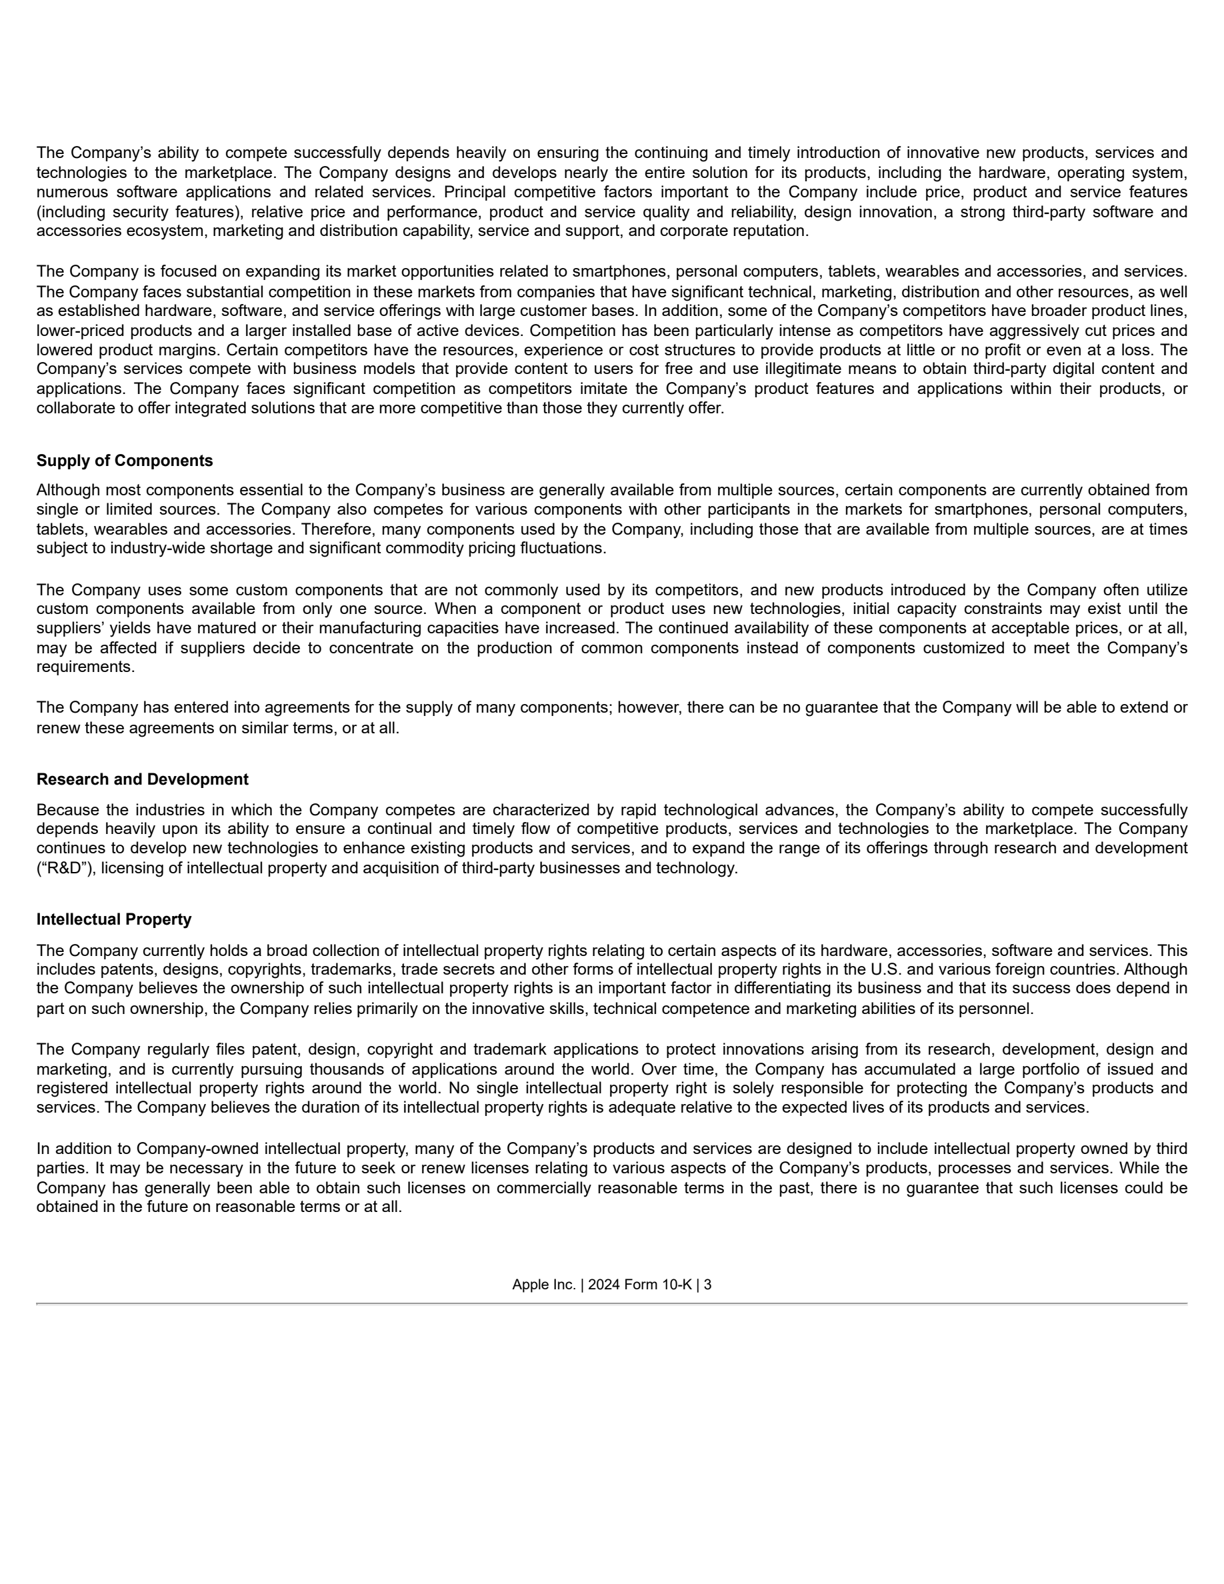 The Company’s ability to compete successfully depends heavily on ensuring the continuing and timely introduction of innovative new products, services and
technologies to the marketplace. The Company designs and develops nearly the entire solution for its products, including the hardware, operating system,
numerous software applications and related services. Principal competitive factors important to the Company include price, product and service features
(including security features), relative price and performance, product and service quality and reliability, design innovation, a strong third-party software and
accessories ecosystem, marketing and distribution capability, service and support, and corporate reputation.
The Company is focused on expanding its market opportunities related to smartphones, personal computers, tablets, wearables and accessories, and services.
The Company faces substantial competition in these markets from companies that have significant technical, marketing, distribution and other resources, as well
as established hardware, software, and service offerings with large customer bases. In addition, some of the Company’s competitors have broader product lines,
lower-priced products and a larger installed base of active devices. Competition has been particularly intense as competitors have aggressively cut prices and
lowered product margins. Certain competitors have the resources, experience or cost structures to provide products at little or no profit or even at a loss. The
Company’s services compete with business models that provide content to users for free and use illegitimate means to obtain third-party digital content and
applications. The Company faces significant competition as competitors imitate the Company’s product features and applications within their products, or
collaborate to offer integrated solutions that are more competitive than those they currently offer.
Supply of Components
Although most components essential to the Company’s business are generally available from multiple sources, certain components are currently obtained from
single or limited sources. The Company also competes for various components with other participants in the markets for smartphones, personal computers,
tablets, wearables and accessories. Therefore, many components used by the Company, including those that are available from multiple sources, are at times
subject to industry-wide shortage and significant commodity pricing fluctuations.
The Company uses some custom components that are not commonly used by its competitors, and new products introduced by the Company often utilize
custom components available from only one source. When a component or product uses new technologies, initial capacity constraints may exist until the
suppliers’ yields have matured or their manufacturing capacities have increased. The continued availability of these components at acceptable prices, or at all,
may be affected if suppliers decide to concentrate on the production of common components instead of components customized to meet the Company’s
requirements.
The Company has entered into agreements for the supply of many components; however, there can be no guarantee that the Company will be able to extend or
renew these agreements on similar terms, or at all.
Research and Development
Because the industries in which the Company competes are characterized by rapid technological advances, the Company’s ability to compete successfully
depends heavily upon its ability to ensure a continual and timely flow of competitive products, services and technologies to the marketplace. The Company
continues to develop new technologies to enhance existing products and services, and to expand the range of its offerings through research and development
(“R&D”), licensing of intellectual property and acquisition of third-party businesses and technology.
Intellectual Property
The Company currently holds a broad collection of intellectual property rights relating to certain aspects of its hardware, accessories, software and services. This
includes patents, designs, copyrights, trademarks, trade secrets and other forms of intellectual property rights in the U.S. and various foreign countries. Although
the Company believes the ownership of such intellectual property rights is an important factor in differentiating its business and that its success does depend in
part on such ownership, the Company relies primarily on the innovative skills, technical competence and marketing abilities of its personnel.
The Company regularly files patent, design, copyright and trademark applications to protect innovations arising from its research, development, design and
marketing, and is currently pursuing thousands of applications around the world. Over time, the Company has accumulated a large portfolio of issued and
registered intellectual property rights around the world. No single intellectual property right is solely responsible for protecting the Company’s products and
services. The Company believes the duration of its intellectual property rights is adequate relative to the expected lives of its products and services.
In addition to Company-owned intellectual property, many of the Company’s products and services are designed to include intellectual property owned by third
parties. It may be necessary in the future to seek or renew licenses relating to various aspects of the Company’s products, processes and services. While the
Company has generally been able to obtain such licenses on commercially reasonable terms in the past, there is no guarantee that such licenses could be
obtained in the future on reasonable terms or at all.
Apple Inc. | 2024 Form 10-K | 3